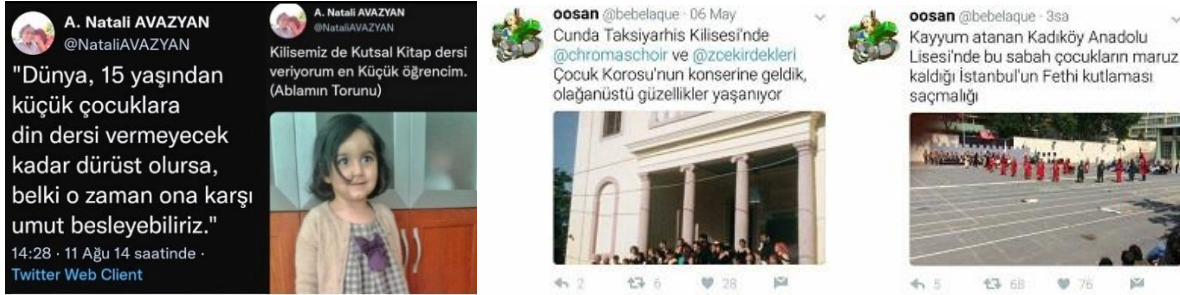 A. Natali AVAZYAN
@NataliAVAZYAN
"Dünya, 15 yaşından
küçük çocuklara
din dersi vermeyecek
kadar dürüst olursa,
belki o zaman ona karşı
umut besleyebiliriz."
14:28 · 11 Ağu 14 saatinde ·
Twitter Web Client
A. Natali AVAZYAN
@NataliAVAZYAN
Kilisemiz de Kutsal Kitap dersi
veriyorum en Küçük öğrencim.
(Ablamın Torunu)
oosan @bebelaque · 06 May
Cunda Taksiyarhis Kilisesi'nde
@chromaschoir ve @zcekirdekleri
Çocuk Korosu'nun konserine geldik,
olağanüstü güzellikler yaşanıyor
2 6 28
oosan @bebelaque · 3sa
Kayyum atanan Kadıköy Anadolu
Lisesi'nde bu sabah çocukların maruz
kaldığı İstanbul'un Fethi kutlaması
saçmalığı
5 68 76